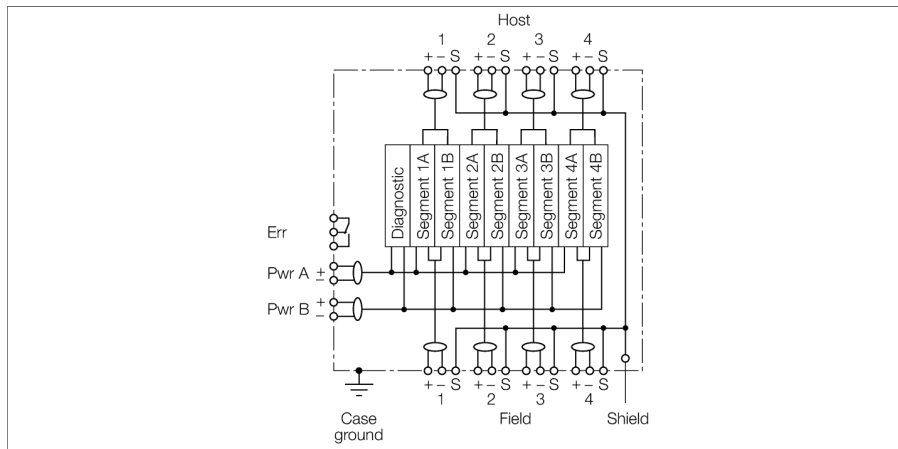 Host
1 2 3 4
+ − S + − S + − S + − S
Diagnostic
Segment 1A
Segment 1B
Segment 2A
Segment 2B
Segment 3A
Segment 3B
Segment 4A
Segment 4B
Err
Pwr A + −
Pwr B + −
+ − S + − S + − S + − S
1 2 3 4
Case ground
Field
Shield